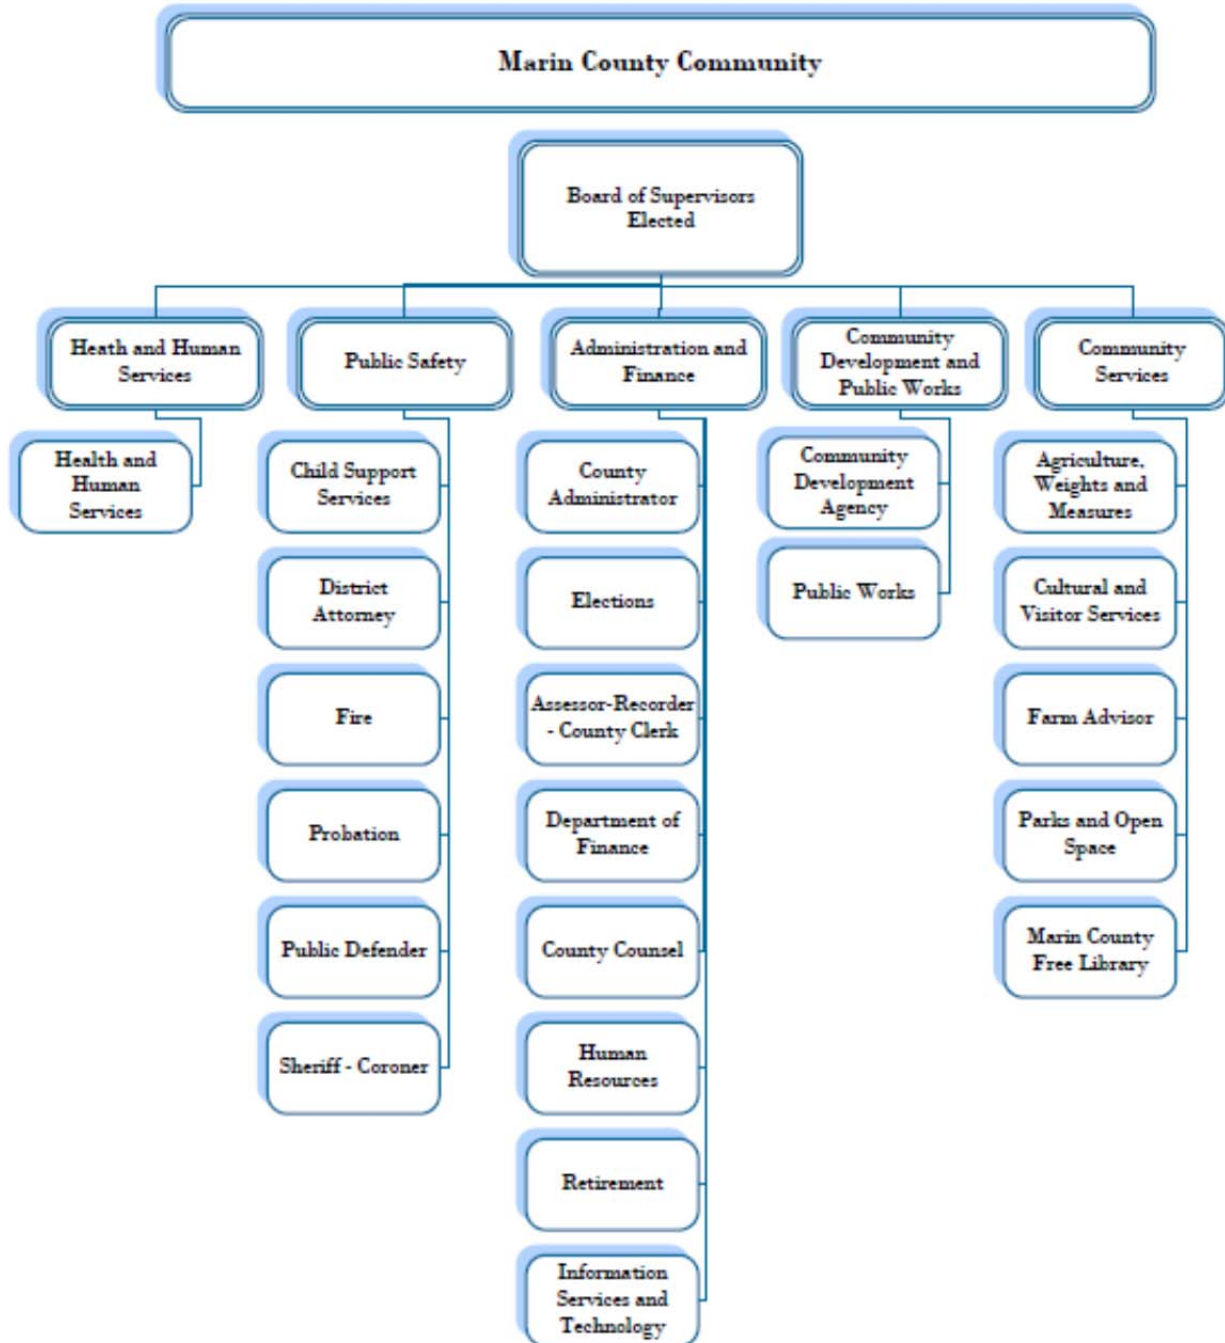 Marin County Community
Board of Supervisors
Elected
Heath and Human
Services
Public Safety
Administration and
Finance
Community
Development and
Public Works
Community
Services
Health and
Human
Services
Child Support
Services
District
Attorney
Fire
Probation
Public Defender
Sheriff - Coroner
County
Administrator
Elections
Assessor-Recorder
- County Clerk
Department of
Finance
County Counsel
Human
Resources
Retirement
Information
Services and
Technology
Community
Development
Agency
Public Works
Agriculture,
Weights and
Measures
Cultural and
Visitor Services
Farm Advisor
Parks and Open
Space
Marin County
Free Library